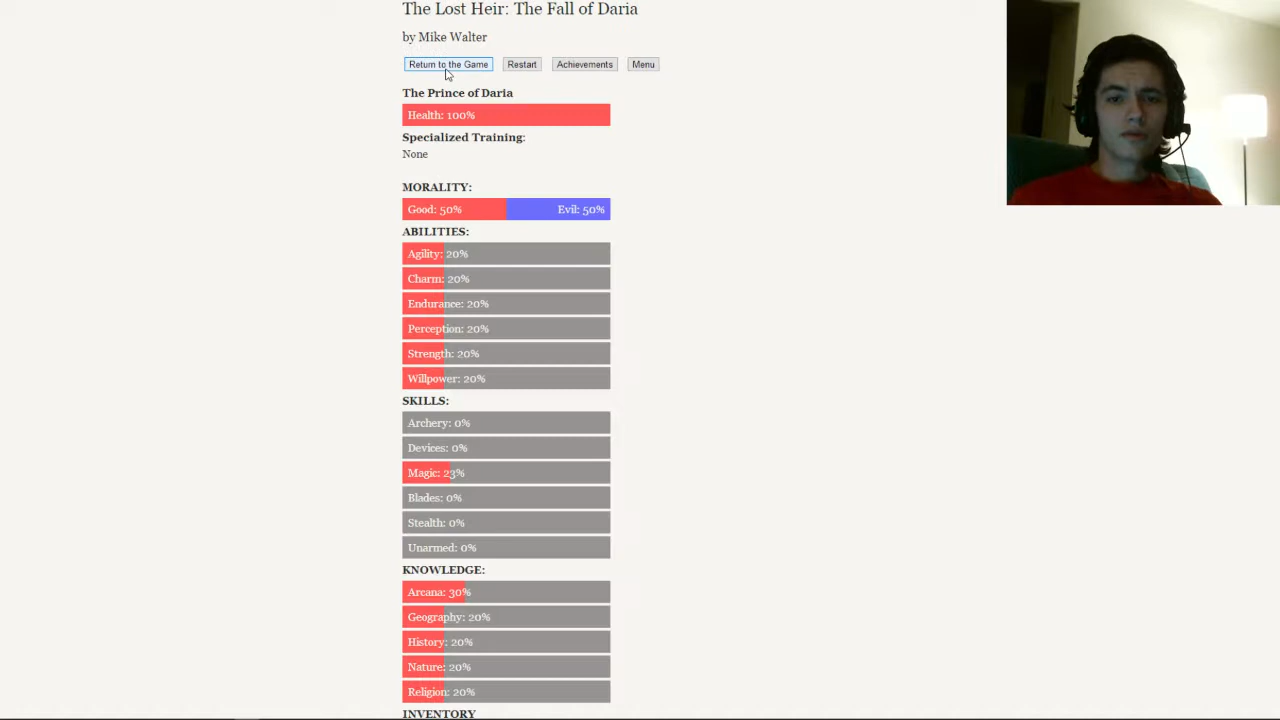 The Lost Heir: The Fall of Daria
by Mike Walter
Return to the Game Restart Achievements Menu
The Prince of Daria
Health: 100%
Specialized Training:
None
MORALITY:
Good: 50% Evil: 50%
ABILITIES:
Agility: 20%
Charm: 20%
Endurance: 20%
Perception: 20%
Strength: 20%
Willpower: 20%
SKILLS:
Archery: 0%
Devices: 0%
Magic: 23%
Blades: 0%
Stealth: 0%
Unarmed: 0%
KNOWLEDGE:
Arcana: 30%
Geography: 20%
History: 20%
Nature: 20%
Religion: 20%
INVENTORY